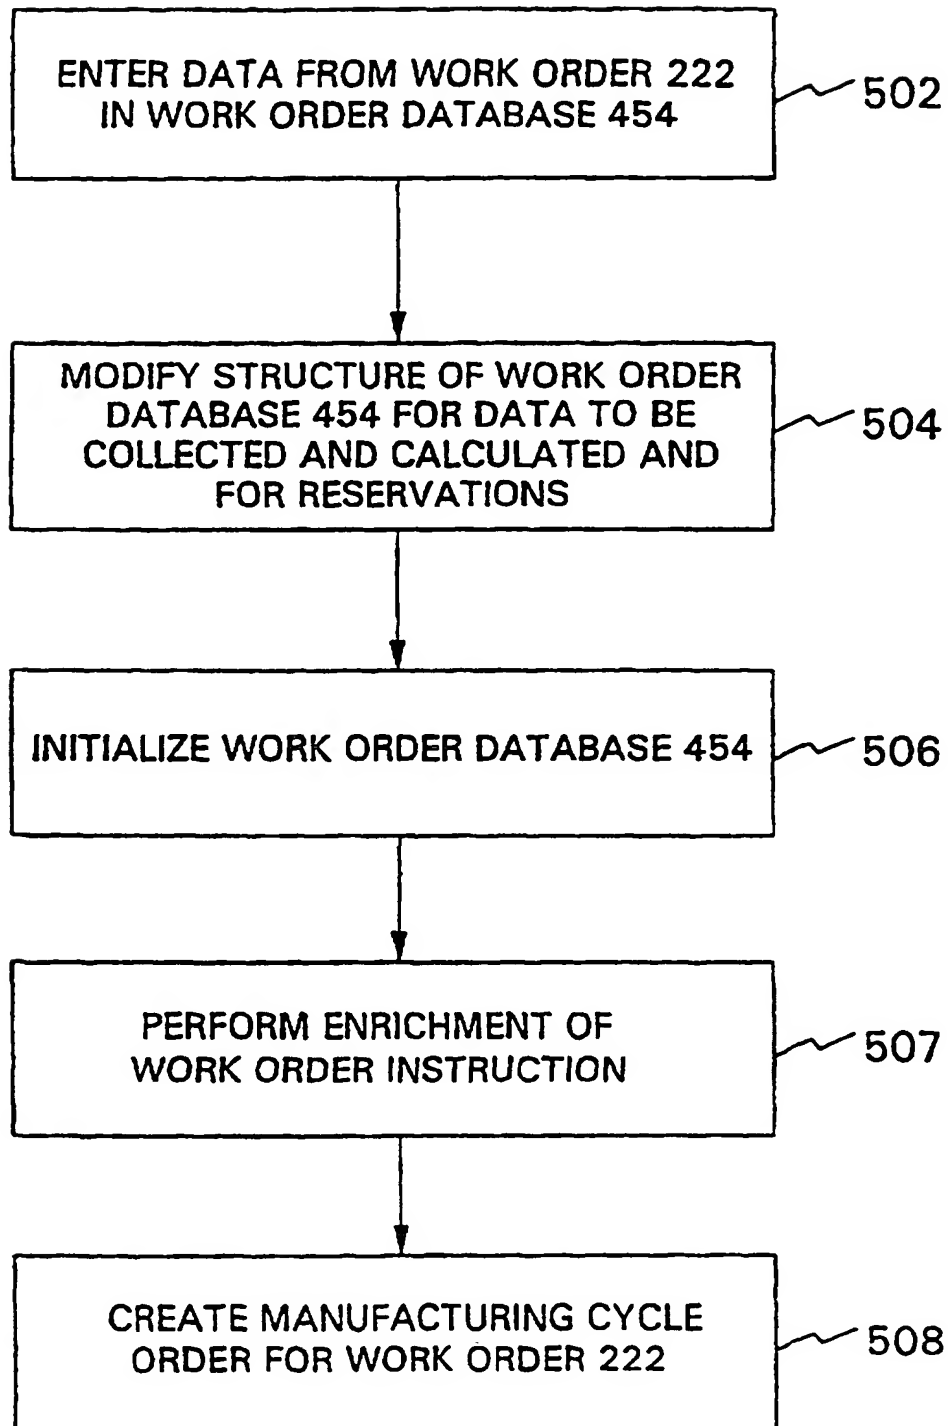 ENTER DATA FROM WORK ORDER 222
IN WORK ORDER DATABASE 454
502
MODIFY STRUCTURE OF WORK ORDER
DATABASE 454 FOR DATA TO BE
COLLECTED AND CALCULATED AND
FOR RESERVATIONS
504
INITIALIZE WORK ORDER DATABASE 454
506
PERFORM ENRICHMENT OF
WORK ORDER INSTRUCTION
507
CREATE MANUFACTURING CYCLE
ORDER FOR WORK ORDER 222
508